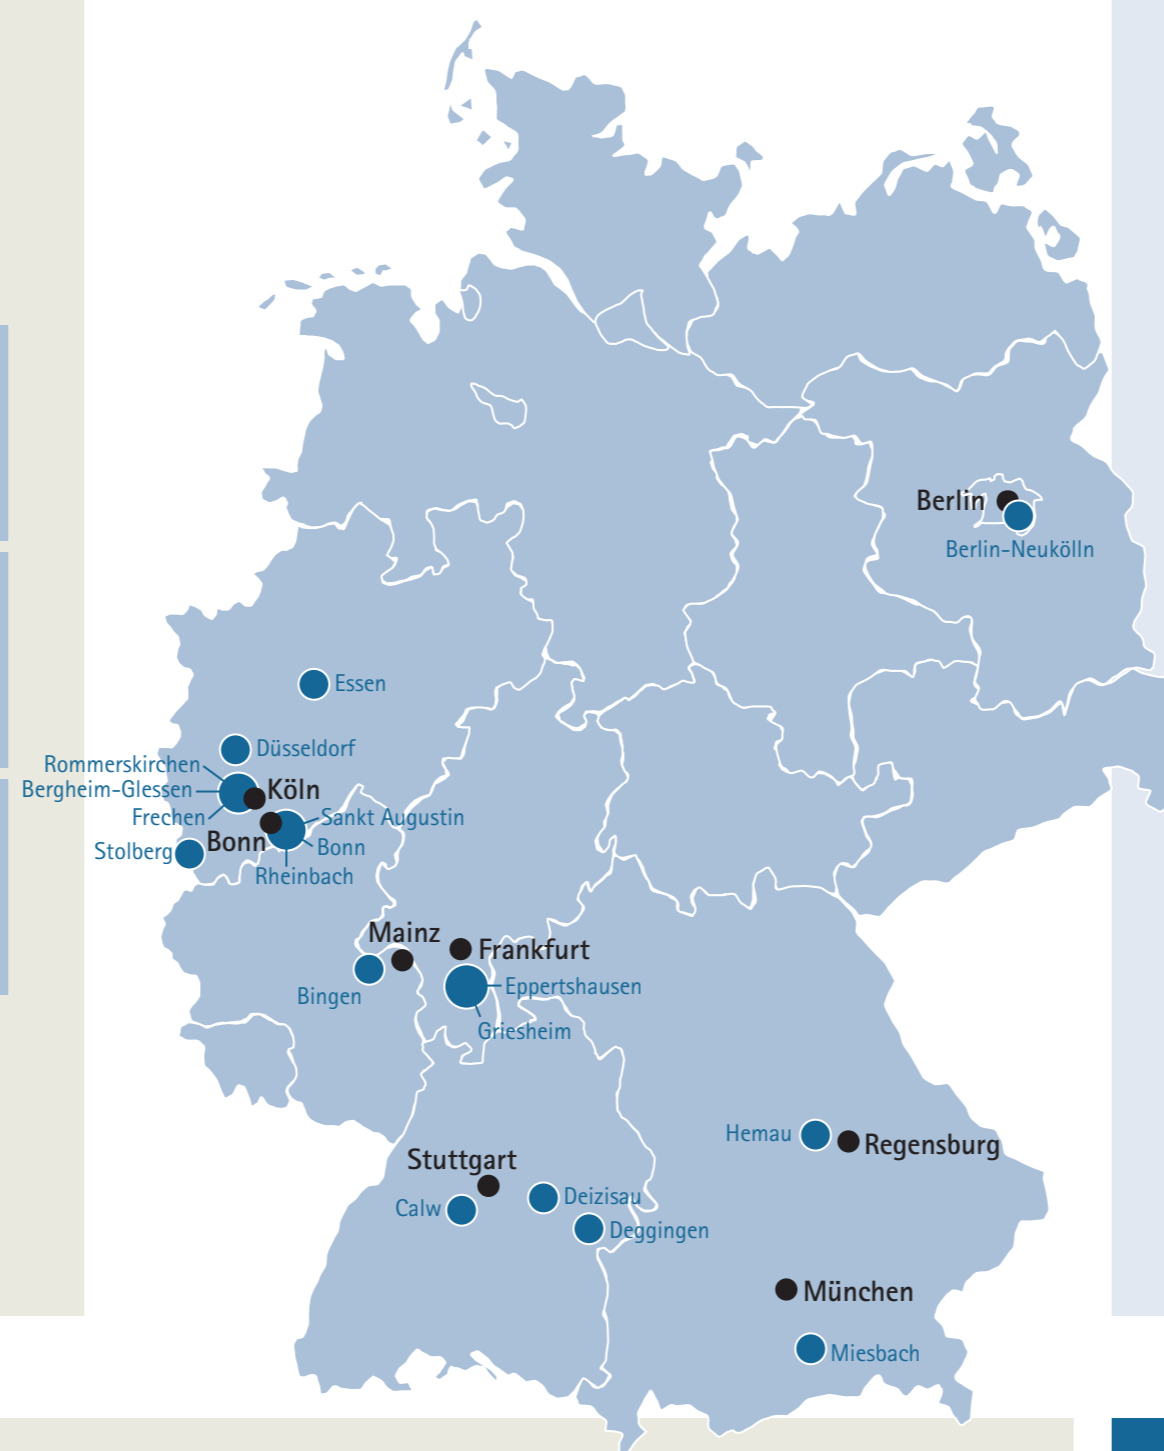 Berlin
Berlin-Neukölln
Essen
Düsseldorf
Rommerskirchen
Bergheim-Glessen
Köln
Frechen
Sankt Augustin
Bonn
Bonn
Stolberg
Rheinbach
Mainz
Frankfurt
Eppertshausen
Bingen
Griesheim
Hemau
Regensburg
Stuttgart
Deizisau
Calw
Deggingen
München
Miesbach